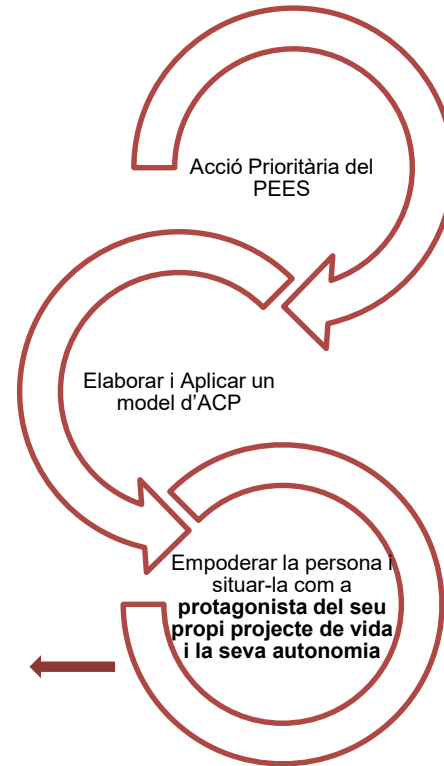 Acció Prioritària del
PEES
Elaborar i Aplicar un
model d'ACP
Empoderar la persona i
situar-la com a
protagonista del seu
propi projecte de vida
i la seva autonomia